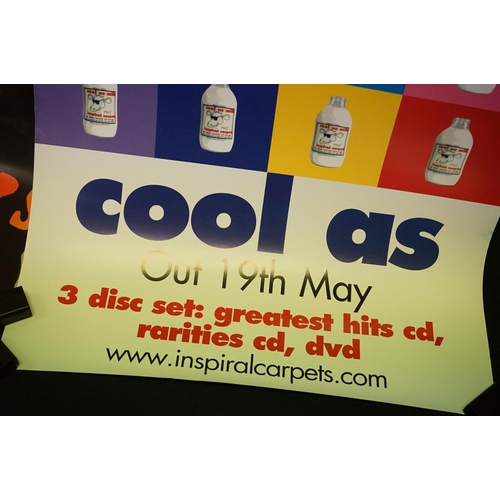 cool as
Out 19th May
3 disc set: greatest hits cd,
rarities cd, dvd
www.inspiralcarpets.com